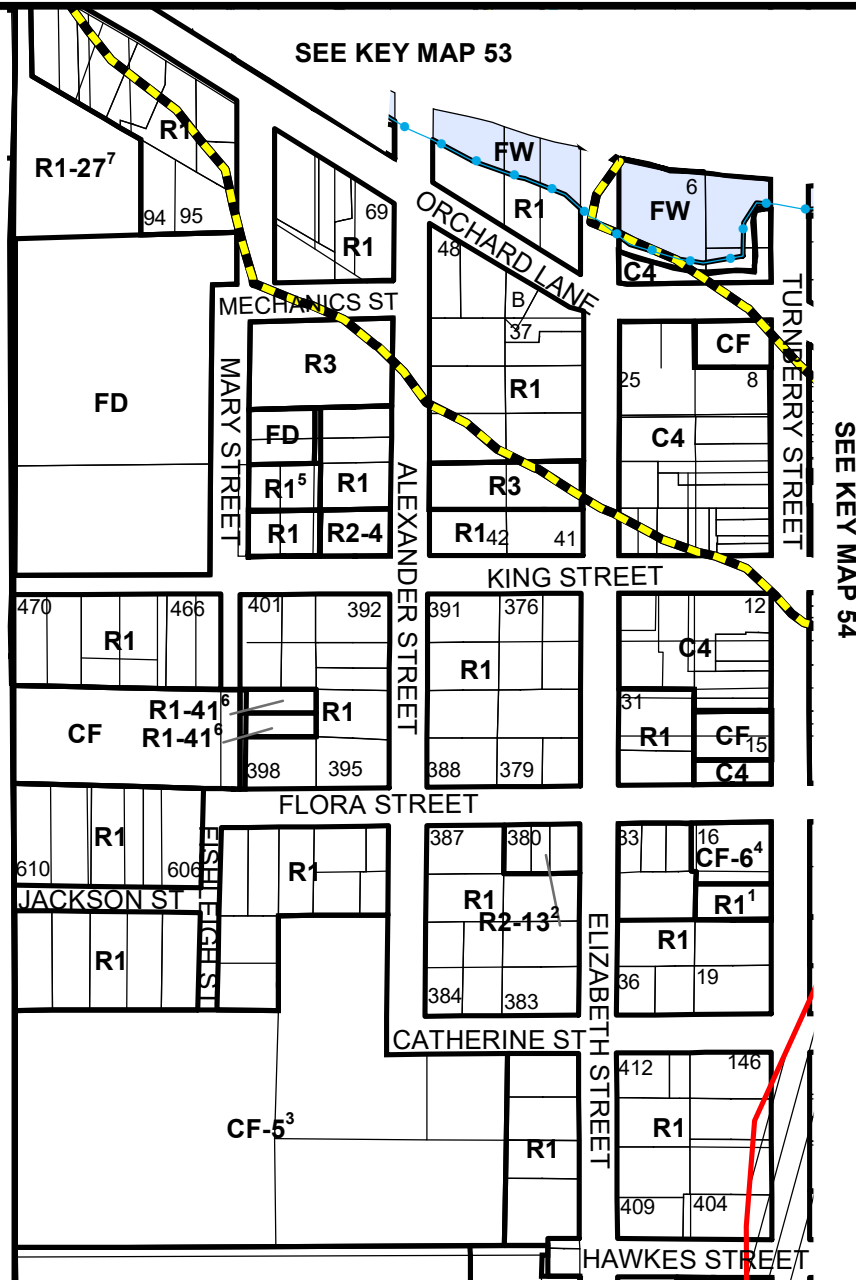 SEE KEY MAP 53
R1
R1-27⁷
94 95
69
R1
FW
R1
6
FW
C4
ORCHARD LANE
48
B
37
R1
MECHANICS ST
R3
MARY STREET
FD
FD
R1⁵
R1
R1
R2-4
ALEXANDER STREET
R3
R1
42
41
CF
25
8
C4
TURNBERRY STREET
SEE KEY MAP 54
KING STREET
470
466
R1
401
392
391
376
R1
12
C4
CF
R1-41⁶
R1-41⁶
R1
398
395
388
379
31
R1
CF
15
C4
FLORA STREET
R1
610
606
JACKSON ST
R1
R1
387
380
R1
R2-13²
384
383
ELIZABETH STREET
33
16
CF-6⁴
R1¹
R1
36
19
CATHERINE ST
CF-5³
R1
412
146
R1
409
404
HAWKES STREET